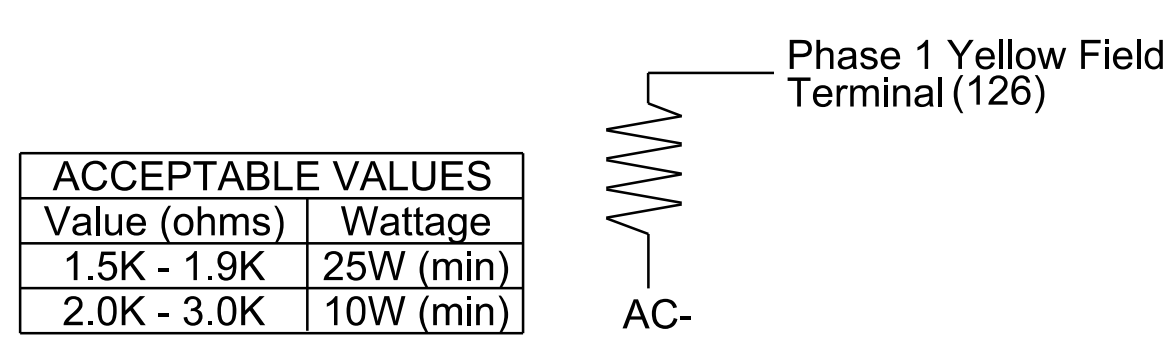 Phase 1 Yellow Field
Terminal (126)
ACCEPTABLE VALUES
Value (ohms) Wattage
1.5K - 1.9K 25W (min)
2.0K - 3.0K 10W (min)
AC-